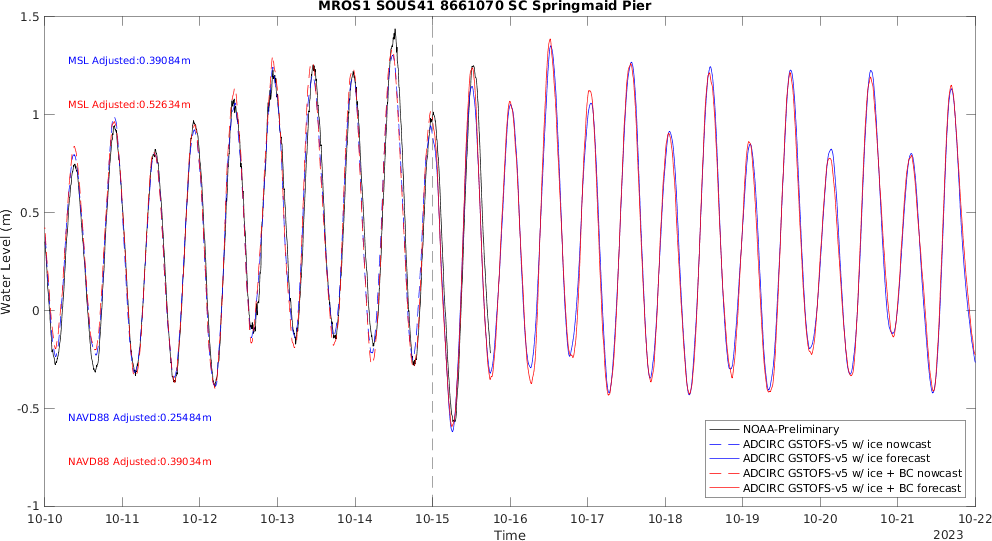 MROS1 SOUS41 8661070 SC Springmaid Pier
1.5
MSL Adjusted:0.39084m
MSL Adjusted:0.52634m
1
0.5
Water Level (m)
0
-0.5
NAVD88 Adjusted:0.25484m
NAVD88 Adjusted:0.39034m
NOAA-Preliminary
ADCIRC GSTOFS-v5 w/ ice nowcast
ADCIRC GSTOFS-v5 w/ ice forecast
ADCIRC GSTOFS-v5 w/ ice + BC nowcast
ADCIRC GSTOFS-v5 w/ ice + BC forecast
-1
10-10 10-11 10-12 10-13 10-14 10-15 10-16 10-17 10-18 10-19 10-20 10-21 10-22
Time
2023